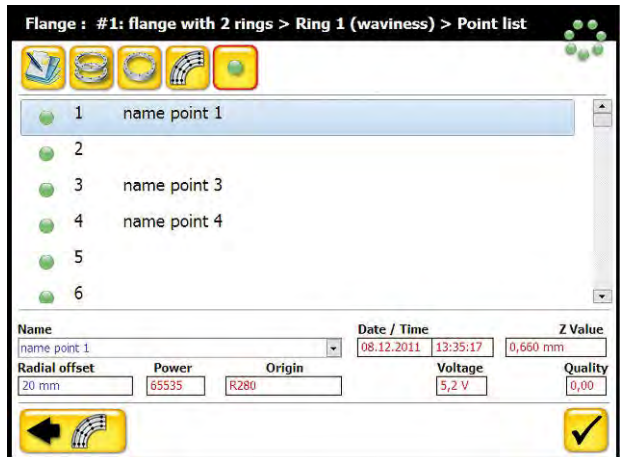 Flange : #1: flange with 2 rings > Ring 1 (waviness) > Point list
1 name point 1
2
3 name point 3
4 name point 4
5
6
Name Date / Time Z Value
name point 1 08.12.2011 13:35:17 0,660 mm
Radial offset Power Origin Voltage Quality
20 mm 65535 R280 5,2 V 0,00